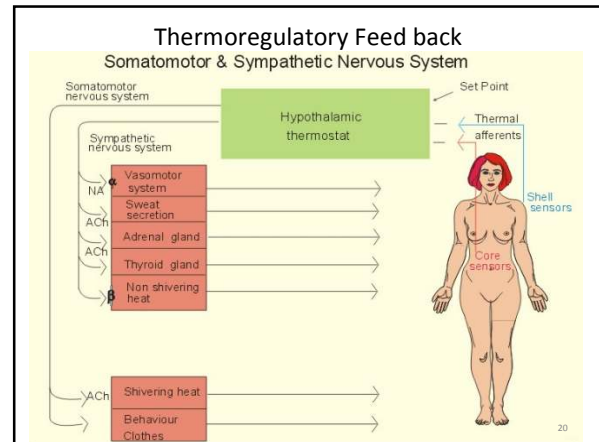 Thermoregulatory Feed back
Somatomotor & Sympathetic Nervous System
Somatomotor
nervous system
Set Point
Hypothalamic
thermostat
Thermal
afferents
Sympathetic
nervous system
Shell
sensors
Core
sensors
α
NA
Vasomotor
system
Sweat
secretion
ACh
Adrenal gland
ACh
Thyroid gland
β
Non shivering
heat
ACh
Shivering heat
Behaviour
Clothes
20